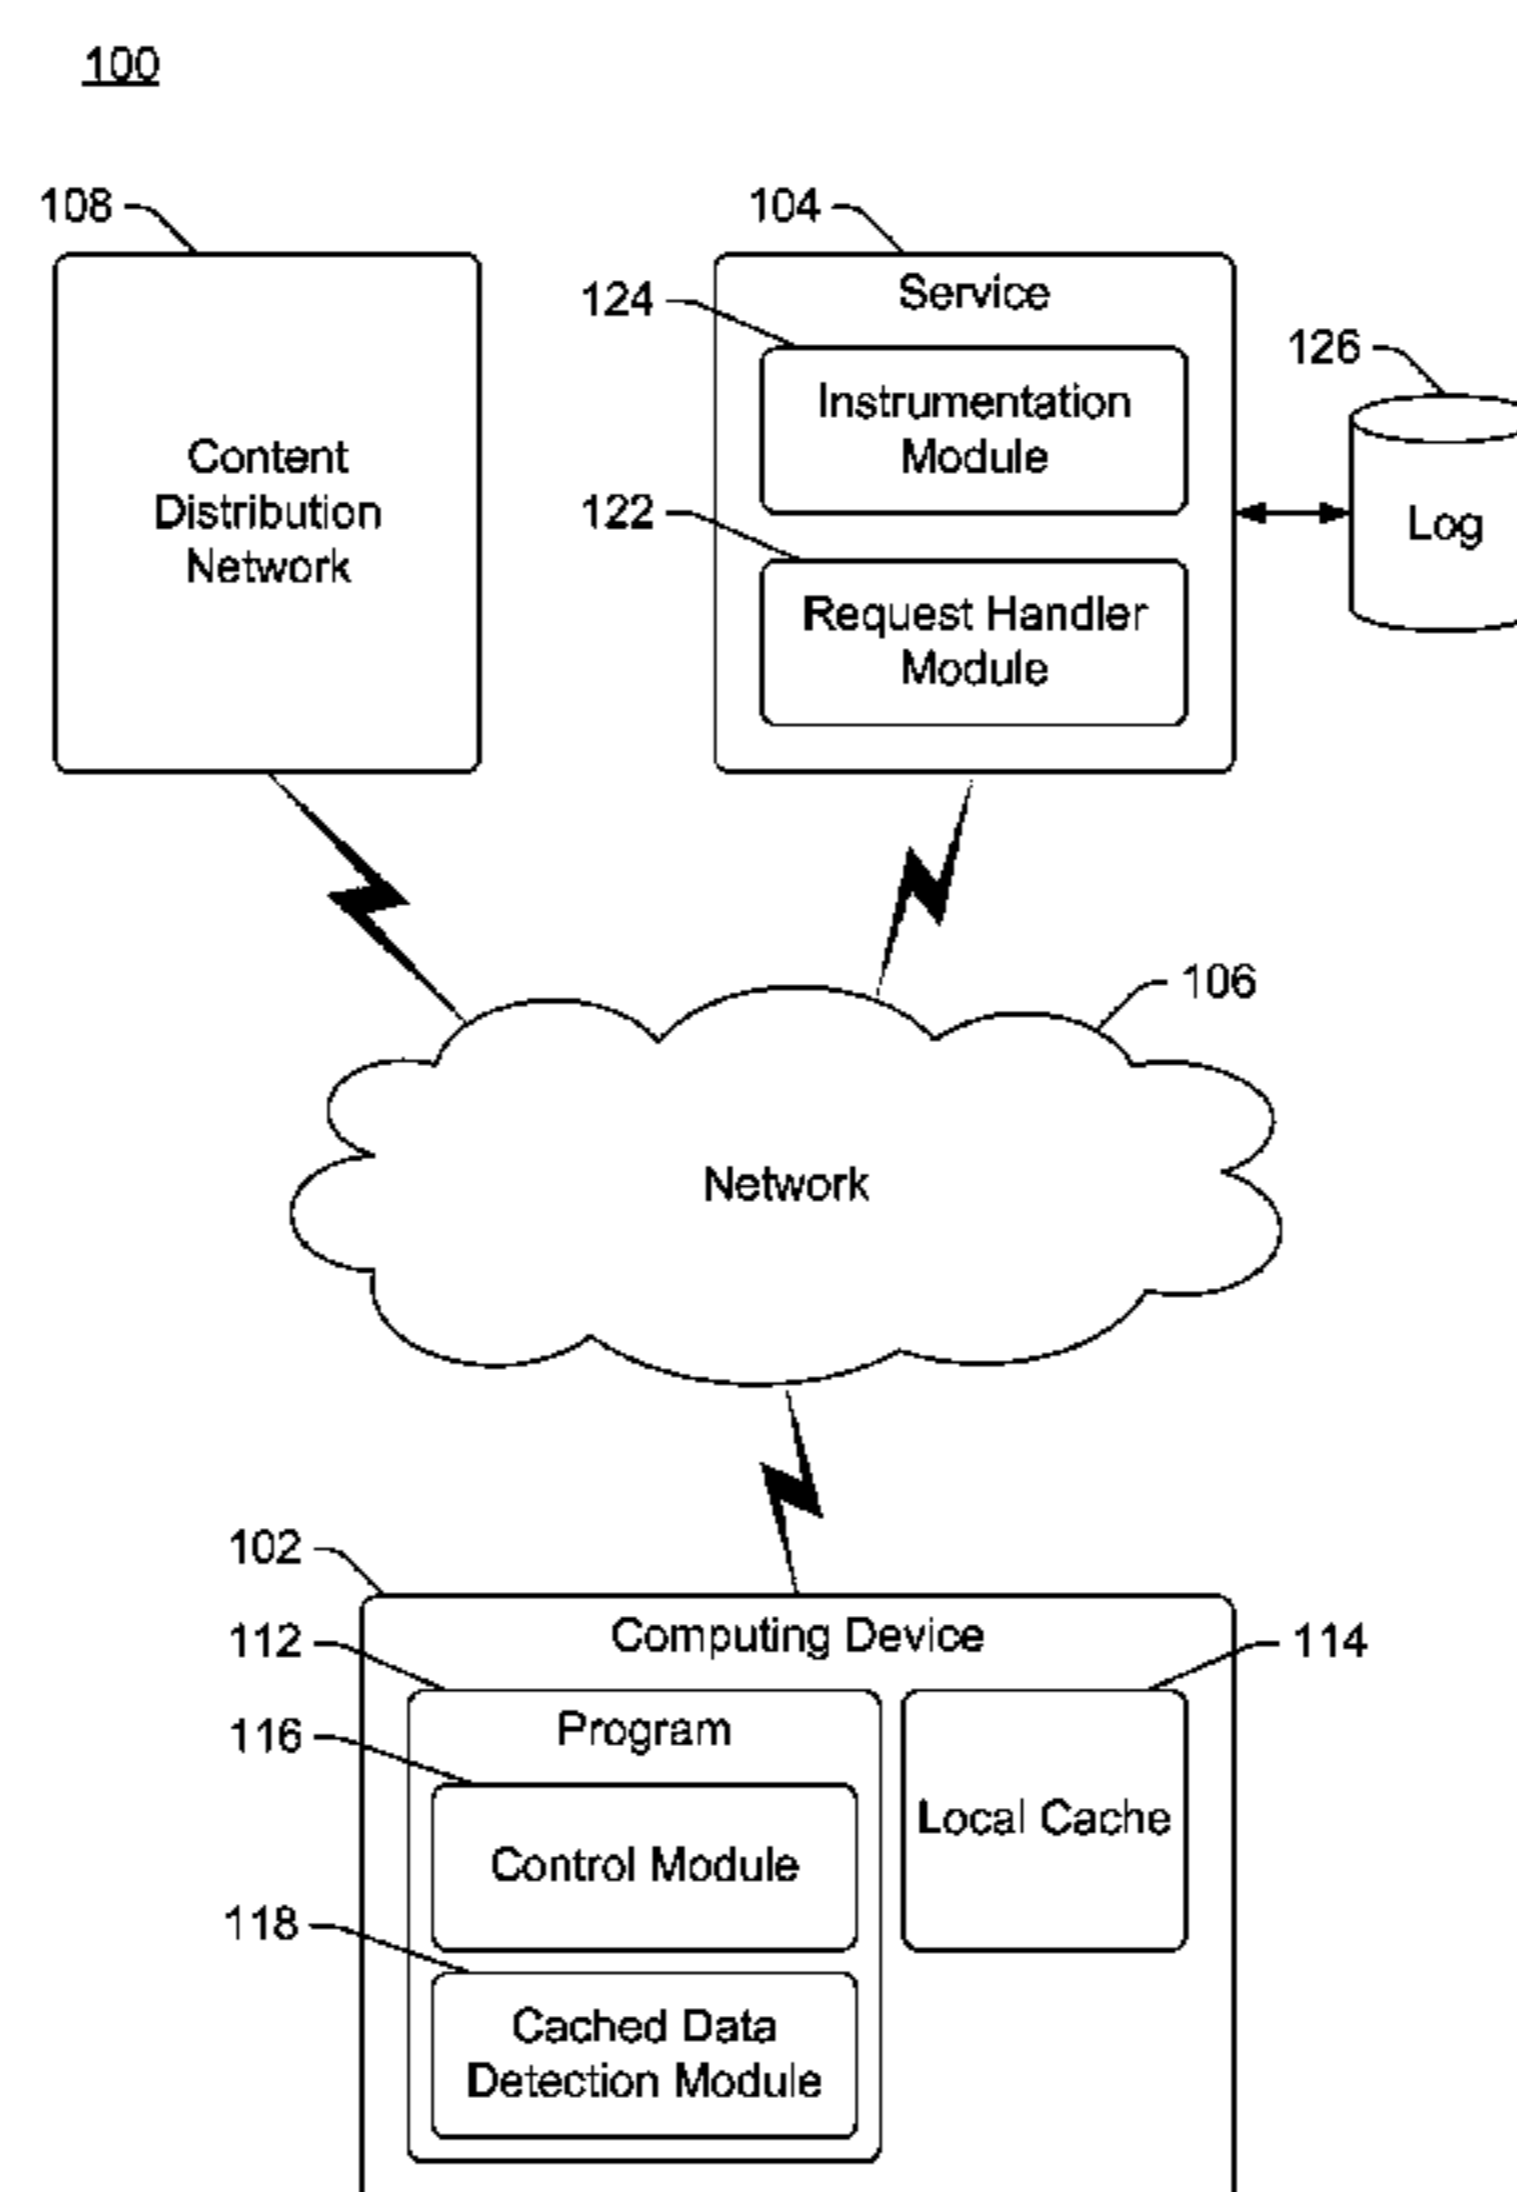 100
108
104
Service
124
Instrumentation
Module
126
Content
Distribution
Network
122
Log
Request Handler
Module
106
Network
102
Computing Device
112
114
Program
116
Local Cache
Control Module
118
Cached Data
Detection Module